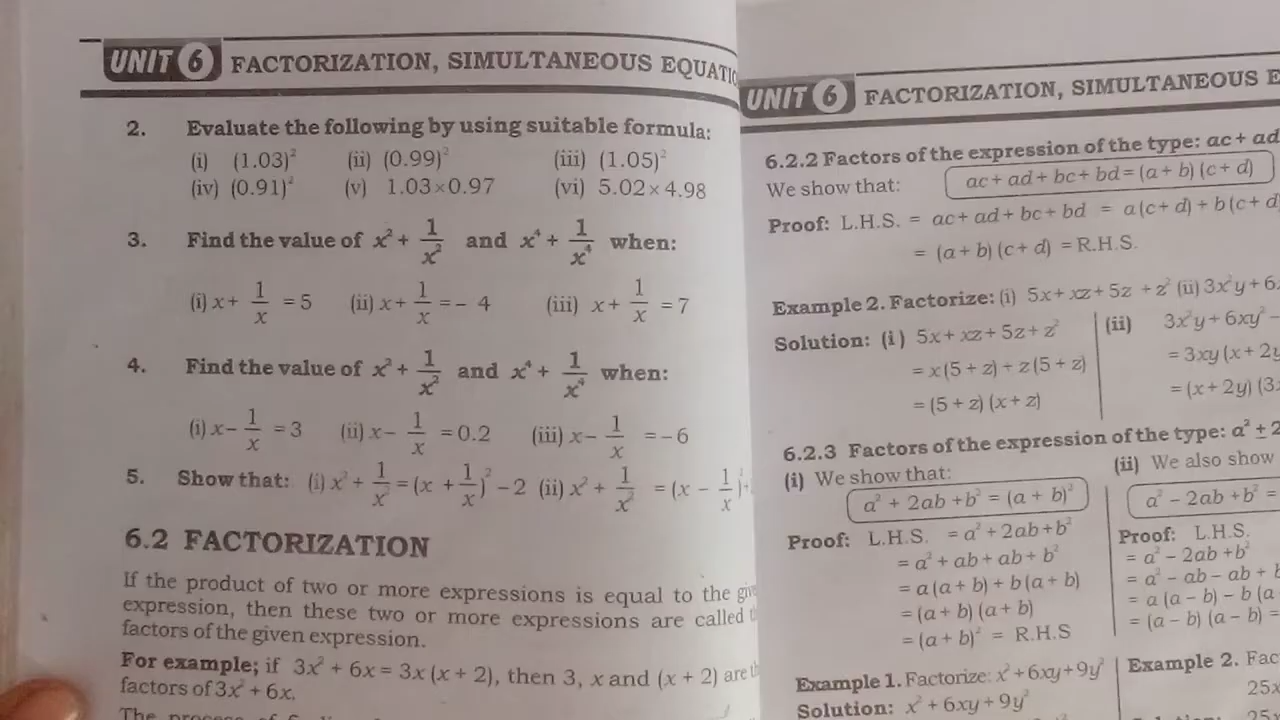 UNIT 6 FACTORIZATION, SIMULTANEOUS
2. Evaluate the following by using suitable formula:
(i) (1.03)² (ii) (0.99)² (iii) (1.05)²
(iv) (0.91)² (v) 1.03×0.97 (vi) 5.02×4.98
3. Find the value of x² + 1/x² and x⁴ + 1/x⁴ when:
(i) x + 1/x = 5 (ii) x + 1/x = - 4 (iii) x + 1/x = 7
4. Find the value of x² + 1/x² and x⁴ + 1/x⁴ when:
(i) x - 1/x = 3 (ii) x - 1/x = 0.2 (iii) x - 1/x = -6
5. Show that: (i) x² + 1/x² = (x + 1/x)² - 2 (ii) x² + 1/x² = (x - 1/x)² +
6.2 FACTORIZATION
If the product of two or more expressions is equal to the
expression, then these two or more expressions are called
factors of the given expression.
For example; if 3x² + 6x = 3x (x + 2), then 3, x and (x + 2) are
factors of 3x² + 6x.
The process of
UNIT 6 FACTORIZATION, SIMULTANEOUS
6.2.2 Factors of the expression of the type: ac + ad
We show that: ac + ad + bc + bd = (a + b) (c + d)
Proof: L.H.S. = ac + ad + bc + bd = a (c + d) + b (c + d
= (a + b) (c + d) = R.H.S.
Example 2. Factorize: (i) 5x + xz + 5z + z² (ii) 3x²y + 6
Solution: (i) 5x + xz + 5z + z²
= x (5 + z) + z (5 + z)
= (5 + z) (x + z)
(ii) 3x²y + 6xy² -
= 3xy (x + 2y
= (x + 2y) (3
6.2.3 Factors of the expression of the type: a² ± 2
(i) We show that:
a² + 2ab + b² = (a + b)²
Proof: L.H.S. = a² + 2ab + b²
= a² + ab + ab + b²
= a (a + b) + b (a + b)
= (a + b) (a + b)
= (a + b)² = R.H.S
(ii) We also show
a² - 2ab + b² =
Proof: L.H.S.
= a² - 2ab + b²
= a² - ab - ab + b
= a (a - b) - b (a
= (a - b) (a - b) =
Example 1. Factorize: x² + 6xy + 9y²
Solution: x² + 6xy + 9y²
Example 2.
25x